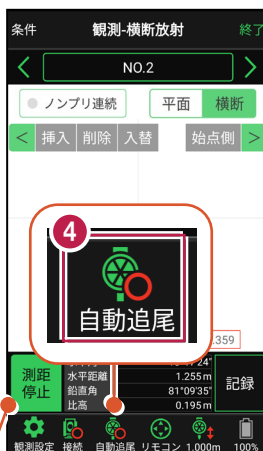 条件 観測-横断放射 終了
< NO.2 >
ノンプリ連続 平面 横断
< 挿入 削除 入替 始点側 >
4
自動追尾
.359
測距停止
24"
水平距離 1.255m
鉛直角 81°09'35"
比高 0.195m
記録
観測設定 接続 自動追尾 リモコン 1.000m 100%